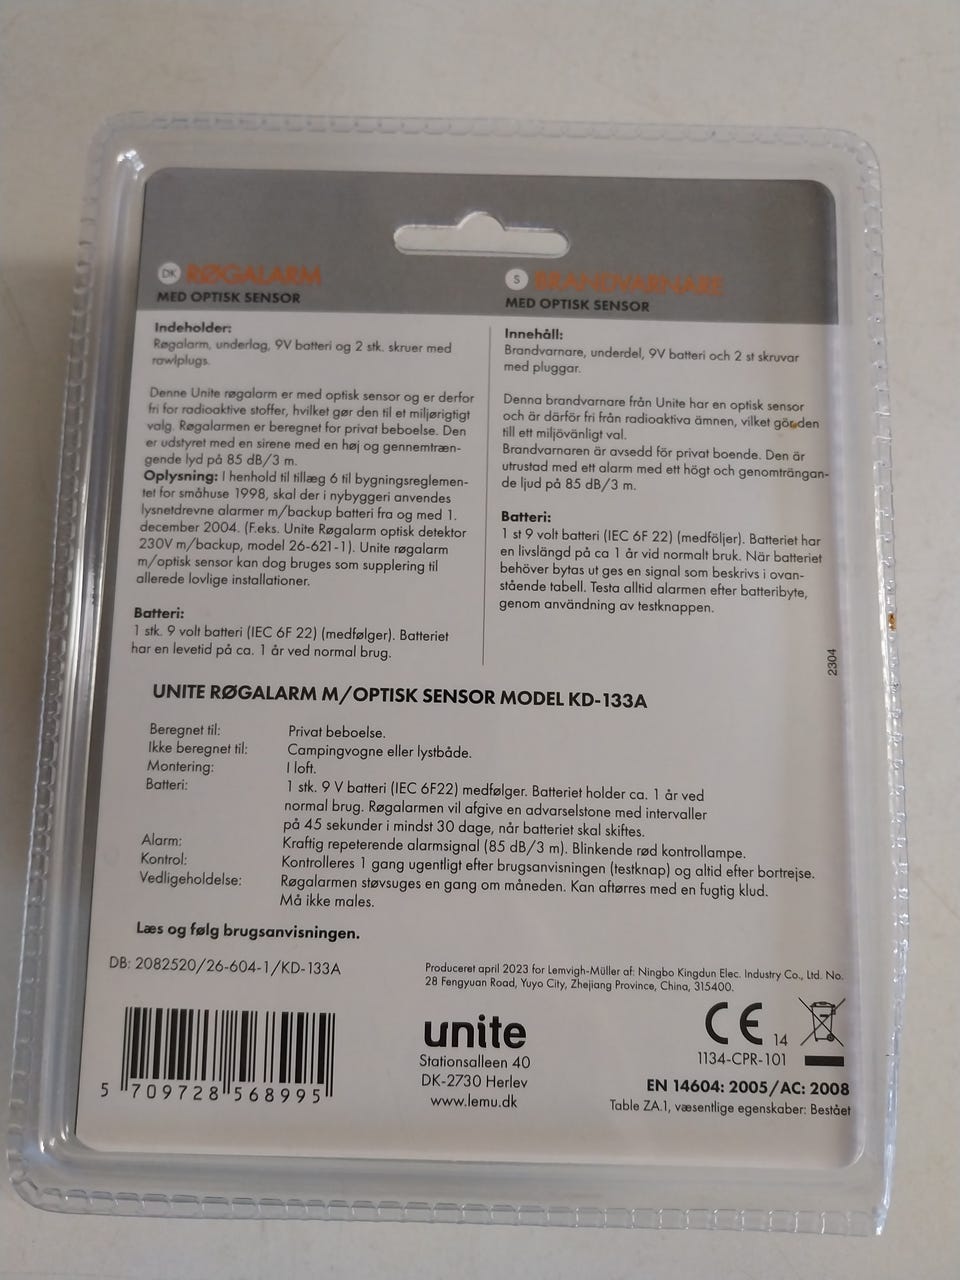 DK RØGALARM
MED OPTISK SENSOR
Indeholder:
Røgalarm, underlag, 9V batteri og 2 stk. skruer med
rawlplugs.
Denne Unite røgalarm er med optisk sensor og er derfor
fri for radioaktive stoffer, hvilket gør den til et miljørigtigt
valg. Røgalarmen er beregnet for privat beboelse. Den
er udstyret med en sirene med en høj og gennemtræn-
gende lyd på 85 dB/3 m.
Oplysning: I henhold til tillæg 6 til bygningsreglemen-
tet for småhuse 1998, skal der i nybyggeri anvendes
lysnetdrevne alarmer m/backup batteri fra og med 1.
december 2004. (F.eks. Unite Røgalarm optisk detektor
230V m/backup, model 26-621-1). Unite røgalarm
m/optisk sensor kan dog bruges som supplering til
allerede lovlige installationer.
Batteri:
1 stk. 9 volt batteri (IEC 6F 22) (medfølger). Batteriet
har en levetid på ca. 1 år ved normal brug.
S BRANDVARNARE
MED OPTISK SENSOR
Innehåll:
Brandvarnare, underdel, 9V batteri och 2 st skruvar
med pluggar.
Denna brandvarnare från Unite har en optisk sensor
och är därför fri från radioaktiva ämnen, vilket gör den
till ett miljövänligt val.
Brandvarnaren är avsedd för privat boende. Den är
utrustad med ett alarm med ett högt och genomträngan-
de ljud på 85 dB/3 m.
Batteri:
1 st 9 volt batteri (IEC 6F 22) (medföljer). Batteriet har
en livslängd på ca 1 år vid normalt bruk. När batteriet
behöver bytas ut ges en signal som beskrivs i ovan-
stående tabell. Testa alltid alarmen efter batteribyte,
genom användning av testknappen.
2304
UNITE RØGALARM M/OPTISK SENSOR MODEL KD-133A
Beregnet til: Privat beboelse.
Ikke beregnet til: Campingvogne eller lystbåde.
Montering: I loft.
Batteri: 1 stk. 9 V batteri (IEC 6F22) medfølger. Batteriet holder ca. 1 år ved
normal brug. Røgalarmen vil afgive en advarselstone med intervaller
på 45 sekunder i mindst 30 dage, når batteriet skal skiftes.
Alarm: Kraftig repeterende alarmsignal (85 dB/3 m). Blinkende rød kontrollampe.
Kontrol: Kontrolleres 1 gang ugentligt efter brugsanvisningen (testknap) og altid efter bortrejse.
Vedligeholdelse: Røgalarmen støvsuges en gang om måneden. Kan aftørres med en fugtig klud.
Må ikke males.
Læs og følg brugsanvisningen.
DB: 2082520/26-604-1/KD-133A
Produceret april 2023 for Lemvigh-Müller af: Ningbo Kingdun Elec. Industry Co., Ltd. No.
28 Fengyuan Road, Yuyo City, Zhejiang Province, China, 315400.
5 709728 568995
unite
Stationsalleen 40
DK-2730 Herlev
www.lemu.dk
CE 14
1134-CPR-101
EN 14604: 2005/AC: 2008
Table ZA.1, væsentlige egenskaber: Bestået